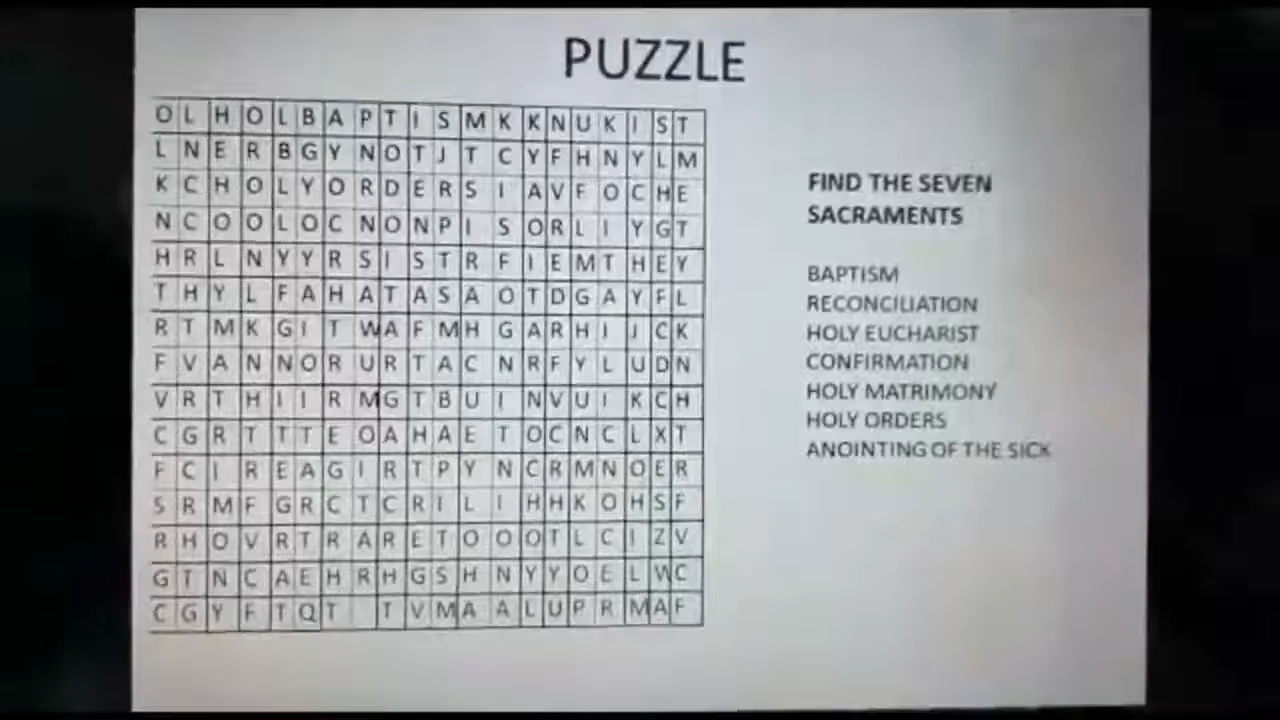 PUZZLE
O L H O L B A P T I S M K K N U K I S T
L N E R B G Y N O T J T C Y F H N Y L M
K C H O L Y O R D E R S I A V F O C H E
N C O O L O C N O N P I S O R L I Y G T
H R L N Y Y R S I S T R F I E M T H E Y
T H Y L F A H A T A S A O T D G A Y F L
R T M K G I T W A F M H G A R H I J C K
F V A N N O R U R T A C N R F Y L U D N
V R T H I I R M G T B U I N V U I K C H
C G R T T T E O A H A E T O C N C L X T
F C I R E A G I R T P Y N C R M N O E R
S R M F G R C T C R I L I H H K O H S F
R H O V R T R A R E T O O O T L C I Z V
G T N C A E H R H G S H N Y Y O E L W C
C G Y F T Q T T V M A A L U P R M A F
FIND THE SEVEN
SACRAMENTS
BAPTISM
RECONCILIATION
HOLY EUCHARIST
CONFIRMATION
HOLY MATRIMONY
HOLY ORDERS
ANOINTING OF THE SICK